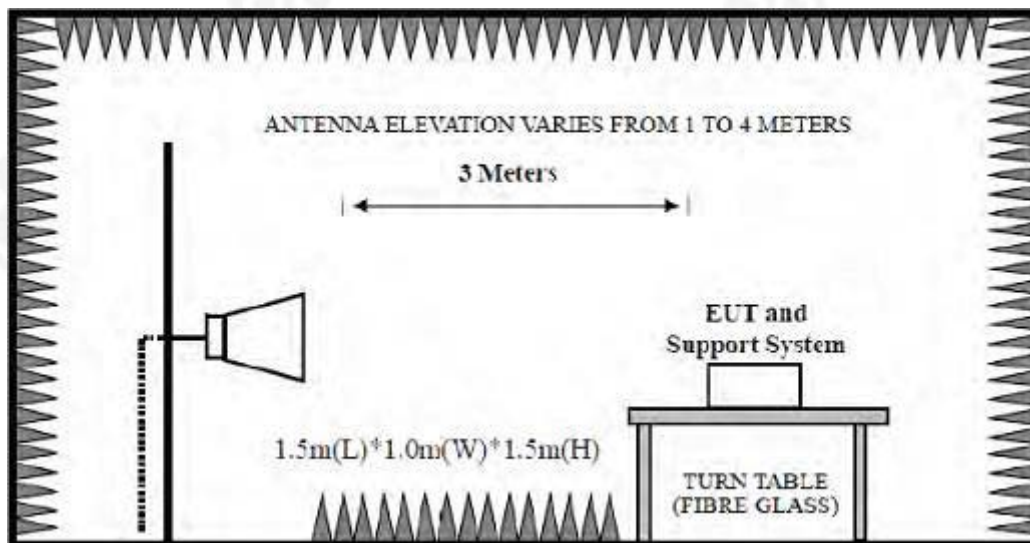 ANTENNA ELEVATION VARIES FROM 1 TO 4 METERS
3 Meters
EUT and
Support System
1.5m(L)*1.0m(W)*1.5m(H)
TURN TABLE
(FIBRE GLASS)